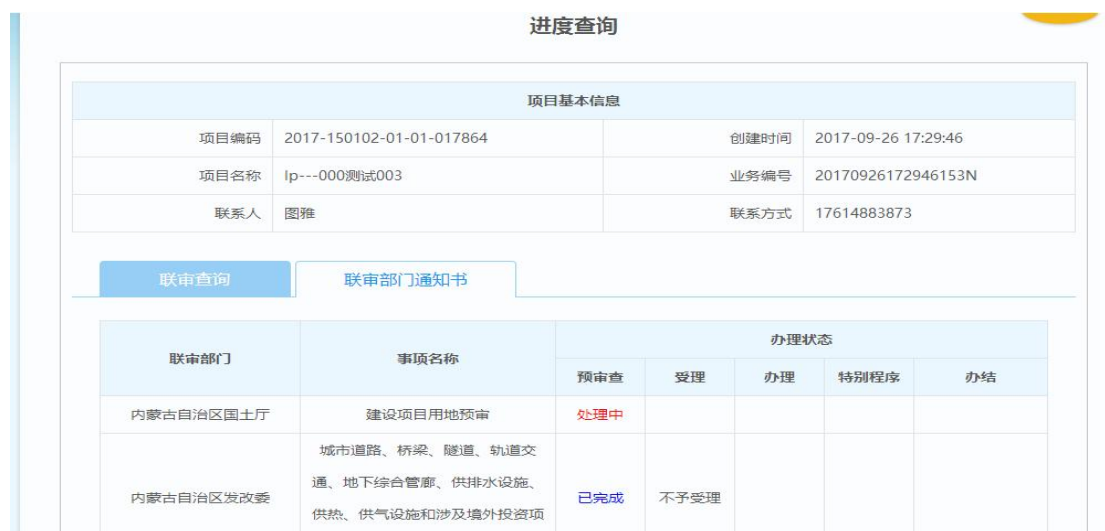 进度查询
项目基本信息
项目编码 2017-150102-01-01-017864 创建时间 2017-09-26 17:29:46
项目名称 lp---000测试003 业务编号 20170926172946153N
联系人 图雅 联系方式 17614883873
联审查询 联审部门通知书
联审部门 事项名称 办理状态
预审查 受理 办理 特别程序 办结
内蒙古自治区国土厅 建设项目用地预审 处理中
城市道路、桥梁、隧道、轨道交
通、地下综合管廊、供排水设施、
内蒙古自治区发改委 已完成 不予受理
供热、供气设施和涉及境外投资项